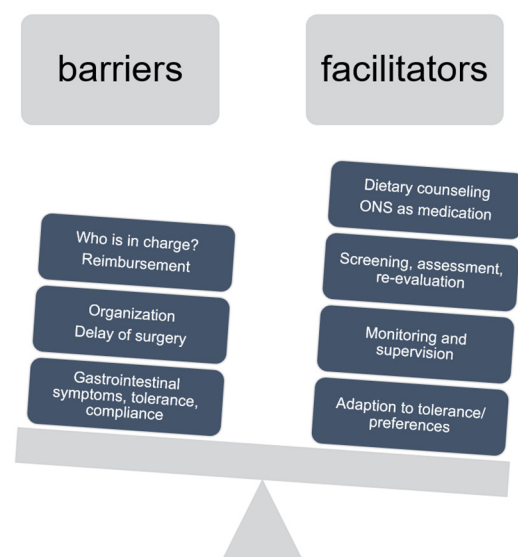 barriers
facilitators
Who is in charge?
Reimbursement
Organization
Delay of surgery
Gastrointestinal
symptoms, tolerance,
compliance
Dietary counseling
ONS as medication
Screening, assessment,
re-evaluation
Monitoring and
supervision
Adaption to tolerance/
preferences